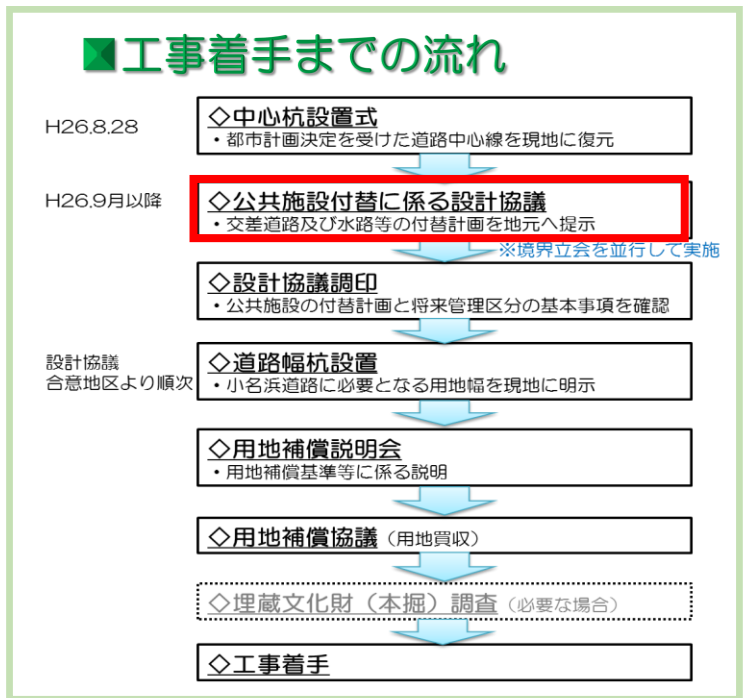 ■工事着手までの流れ
H26.8.28
◇中心杭設置式
・都市計画決定を受けた道路中心線を現地に復元
H26.9月以降
◇公共施設付替に係る設計協議
・交差道路及び水路等の付替計画を地元へ提示
※境界立会を並行して実施
◇設計協議調印
・公共施設の付替計画と将来管理区分の基本事項を確認
設計協議
合意地区より順次
◇道路幅杭設置
・小名浜道路に必要となる用地幅を現地に明示
◇用地補償説明会
・用地補償基準等に係る説明
◇用地補償協議（用地買収）
◇埋蔵文化財（本掘）調査（必要な場合）
◇工事着手